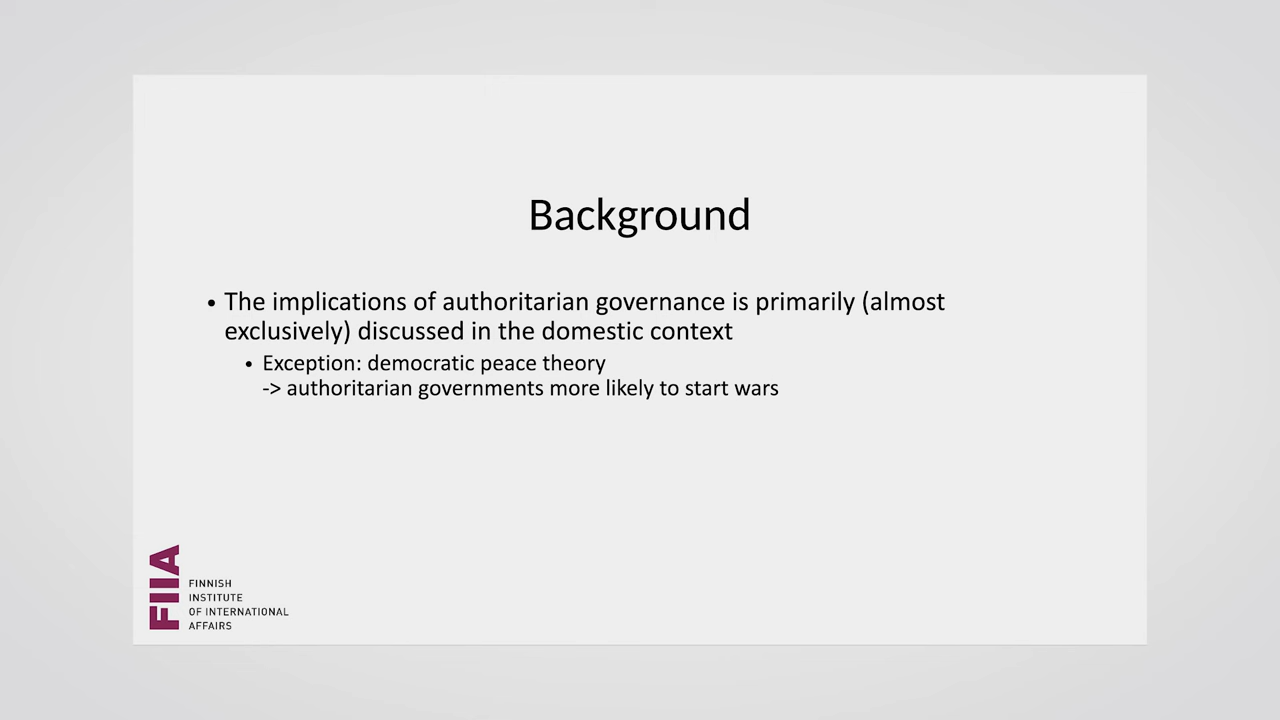 Background
• The implications of authoritarian governance is primarily (almost
exclusively) discussed in the domestic context
• Exception: democratic peace theory
-> authoritarian governments more likely to start wars
FIIA
FINNISH
INSTITUTE
OF INTERNATIONAL
AFFAIRS